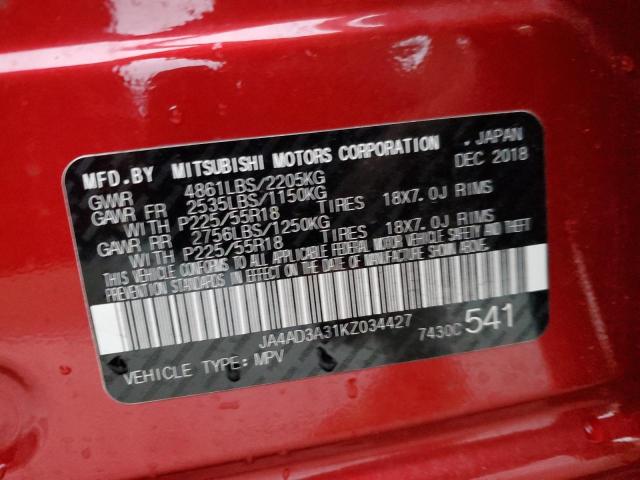 MFD.BY MITSUBISHI MOTORS CORPORATION , JAPAN
GVWR 4861LBS/2205KG DEC 2018
GAWR FR 2535LBS/1150KG
WITH P225/55R18 TIRES 18X7.0J RIMS
GAWR RR 2756LBS/1250KG
WITH P225/55R18 TIRES 18X7.0J RIMS
THIS VEHICLE CONFORMS TO ALL APPLICABLE FEDERAL MOTOR VEHICLE SAFETY AND THEFT
PREVENTION STANDARDS IN EFFECT ON THE DATE OF MANUFACTURE SHOWN ABOVE.
JA4AD3A31KZ034427 7430C 541
VEHICLE TYPE: MPV